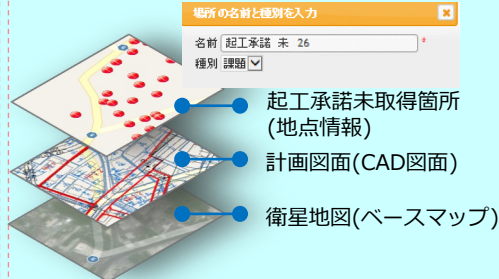 場所の名前と種別を入力
名前 起工承諾 未 26 *
種別 課題
起工承諾未取得箇所
(地点情報)
計画図面(CAD図面)
衛星地図(ベースマップ)